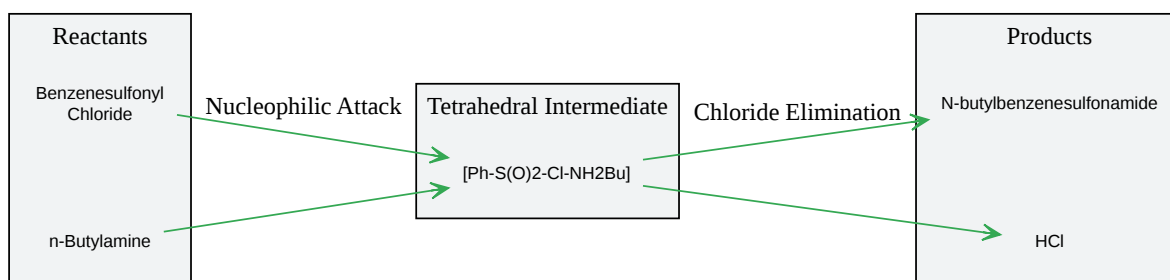 Reactants
Benzenesulfonyl
Chloride
n-Butylamine
Nucleophilic Attack
Tetrahedral Intermediate
[Ph-S(O)2-Cl-NH2Bu]
Chloride Elimination
Products
N-butylbenzenesulfonamide
HCl